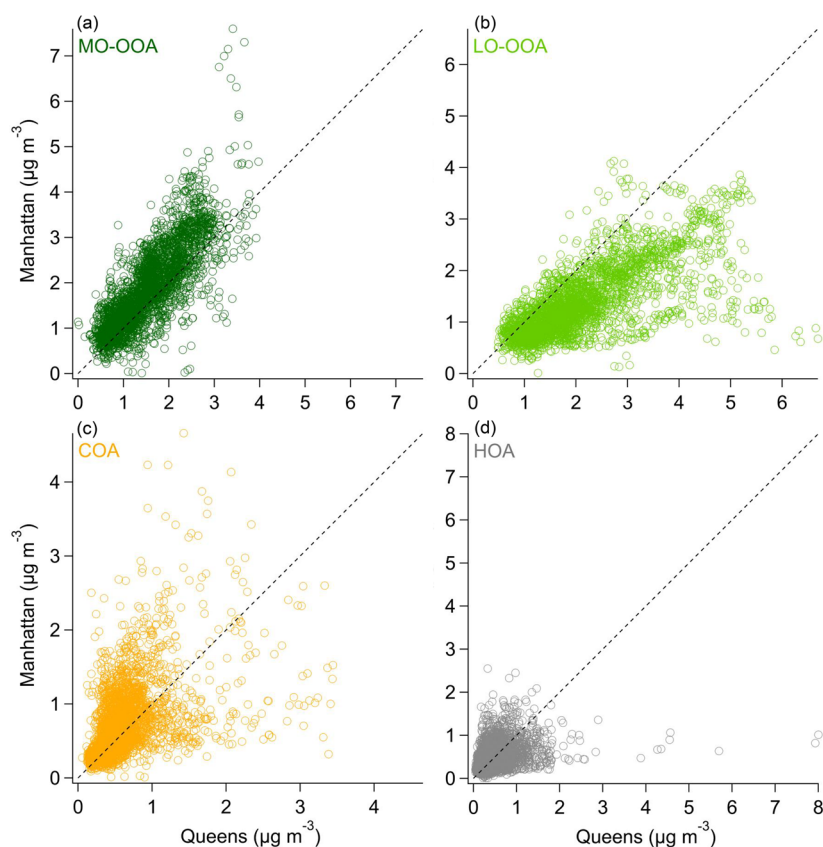 (a)
MO-OOA
7
6
5
4
3
2
1
0
0 1 2 3 4 5 6 7
Manhattan (µg m⁻³)
(b)
LO-OOA
6
5
4
3
2
1
0
0 1 2 3 4 5 6
(c)
COA
4
3
2
1
0
0 1 2 3 4
Manhattan (µg m⁻³)
Queens (µg m⁻³)
(d)
HOA
8
7
6
5
4
3
2
1
0
0 1 2 3 4 5 6 7 8
Queens (µg m⁻³)